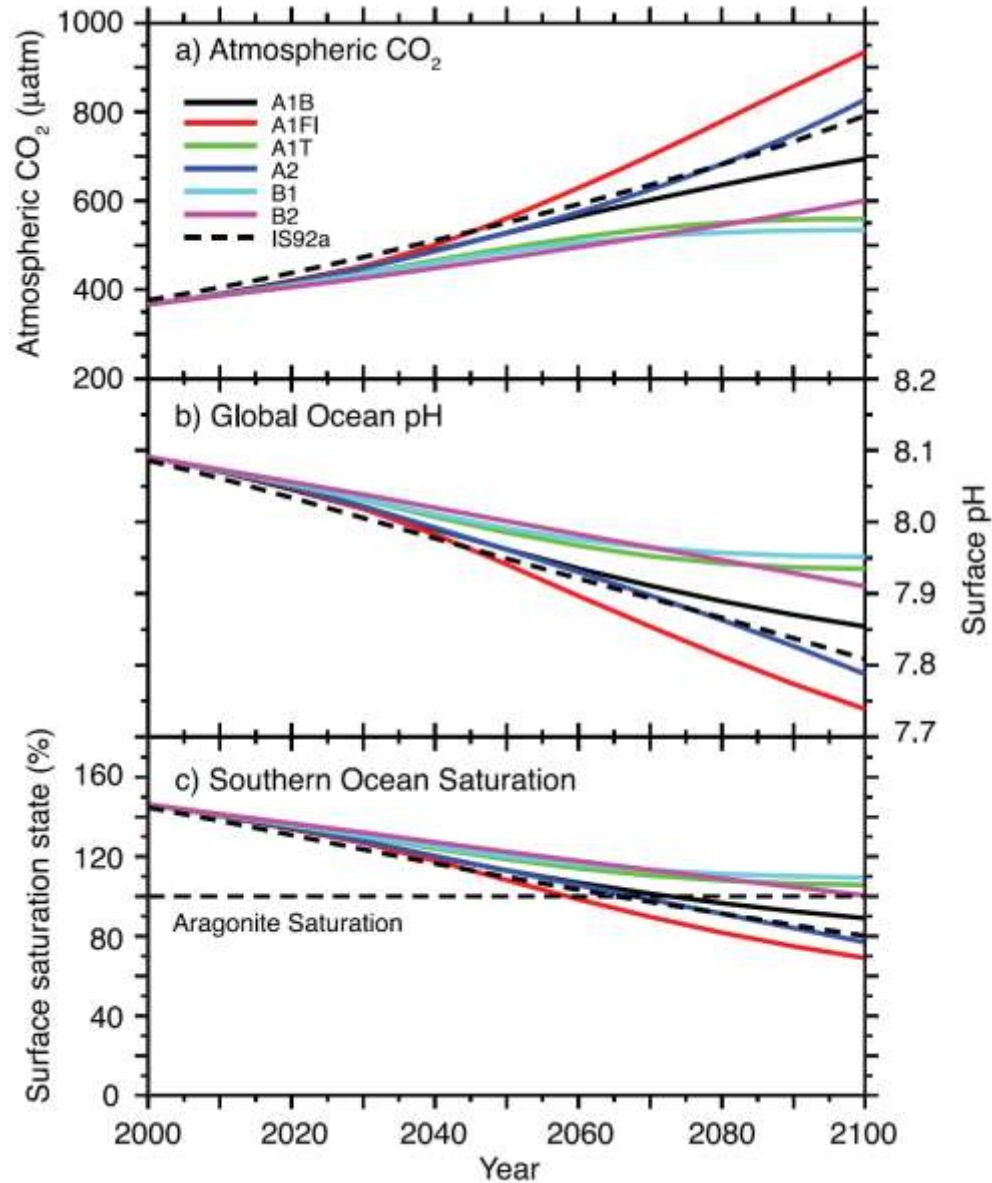 1000
800
600
400
200
Atmospheric CO₂ (µatm)
a) Atmospheric CO₂
A1B
A1FI
A1T
A2
B1
B2
IS92a
b) Global Ocean pH
8.2
8.1
8.0
7.9
7.8
7.7
Surface pH
c) Southern Ocean Saturation
Aragonite Saturation
160
120
80
40
0
Surface saturation state (%)
2000 2020 2040 2060 2080 2100
Year